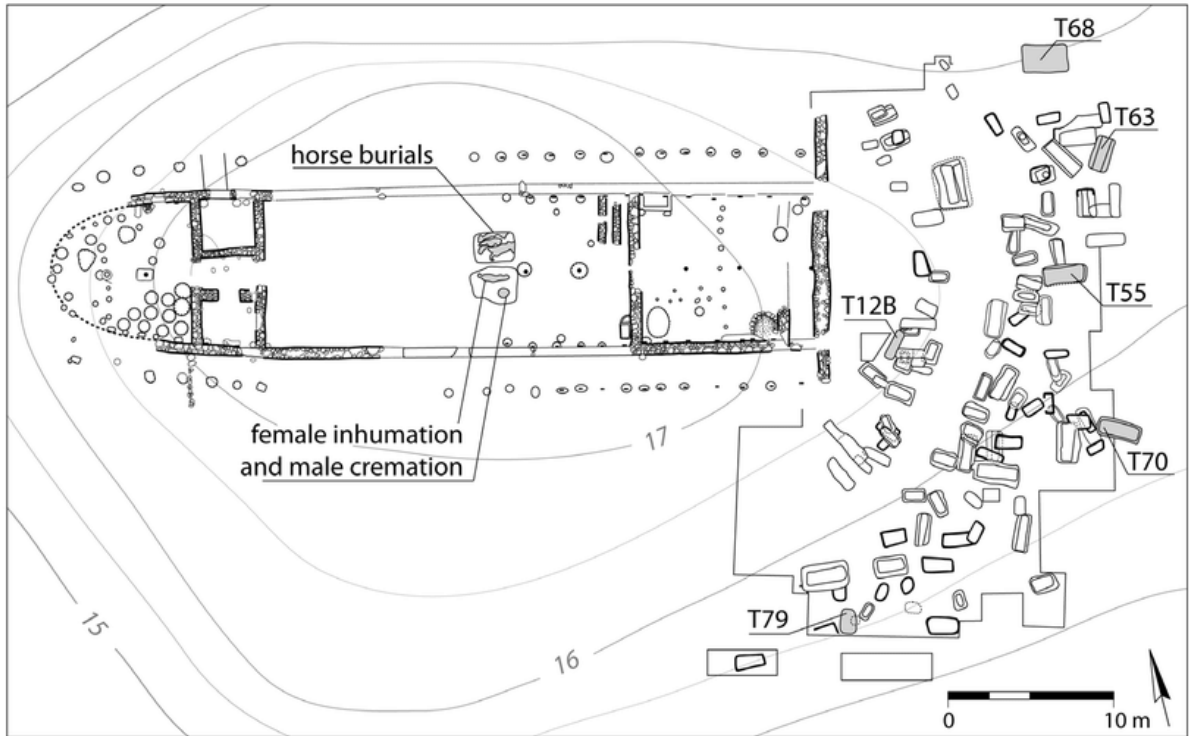 T68
T63
horse burials
T55
T12B
female inhumation
and male cremation
17
T70
T79
15
16
0 10 m